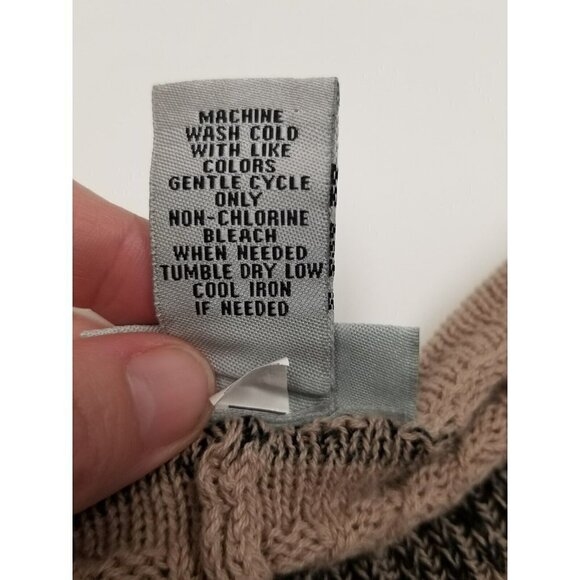 MACHINE
WASH COLD
WITH LIKE
COLORS
GENTLE CYCLE
ONLY
NON-CHLORINE
BLEACH
WHEN NEEDED
TUMBLE DRY LOW
COOL IRON
IF NEEDED